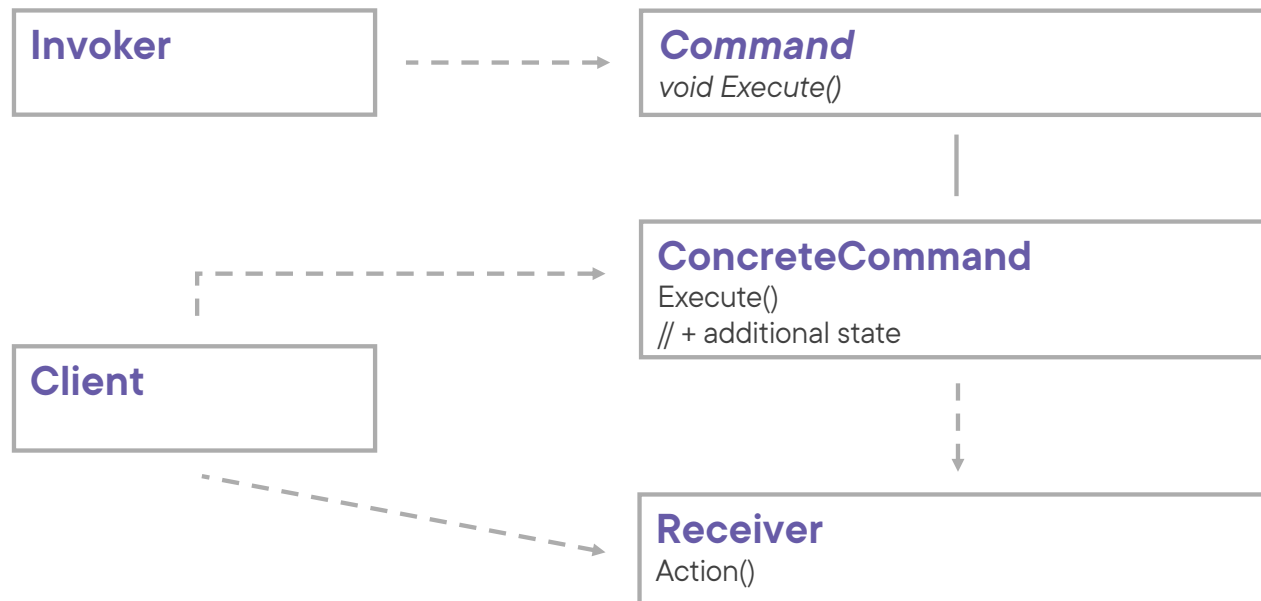 Invoker
Command
void Execute()
ConcreteCommand
Execute()
// + additional state
Client
Receiver
Action()